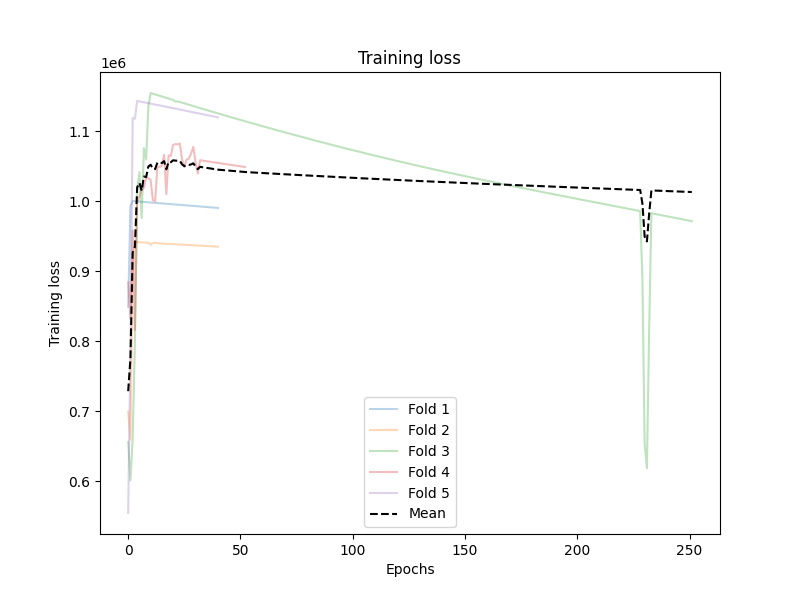 Training loss
1e6
1.1
1.0
0.9
0.8
0.7
0.6
Training loss
0
50
100
150
200
250
Epochs
Fold 1
Fold 2
Fold 3
Fold 4
Fold 5
Mean